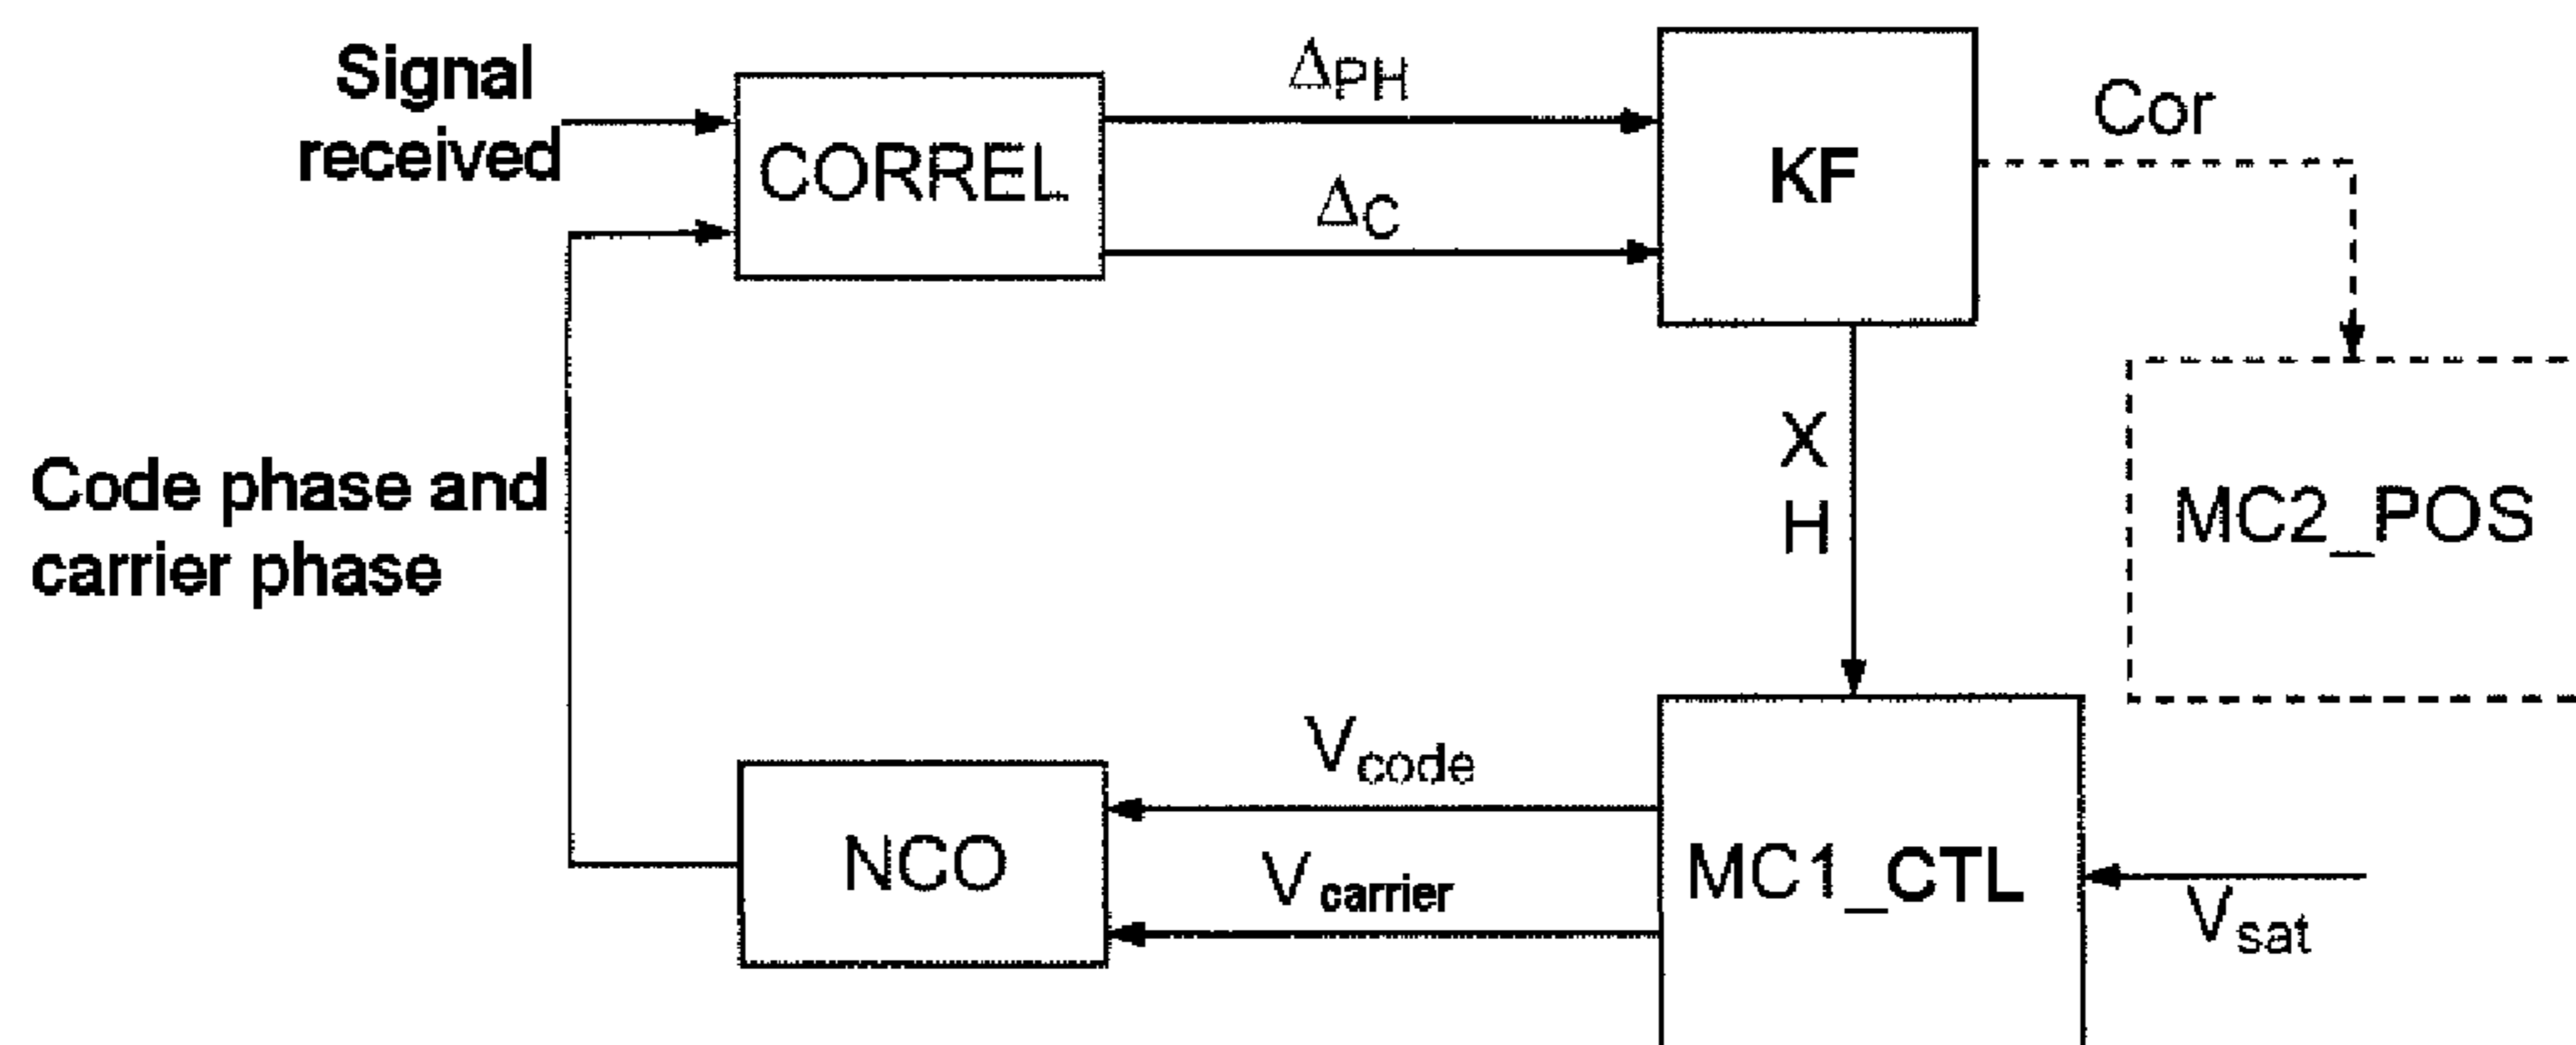 Signal
received
CORREL
ΔPH
ΔC
KF
Cor
X
H
MC2_POS
Code phase and
carrier phase
NCO
Vcode
Vcarrier
MC1_CTL
Vsat